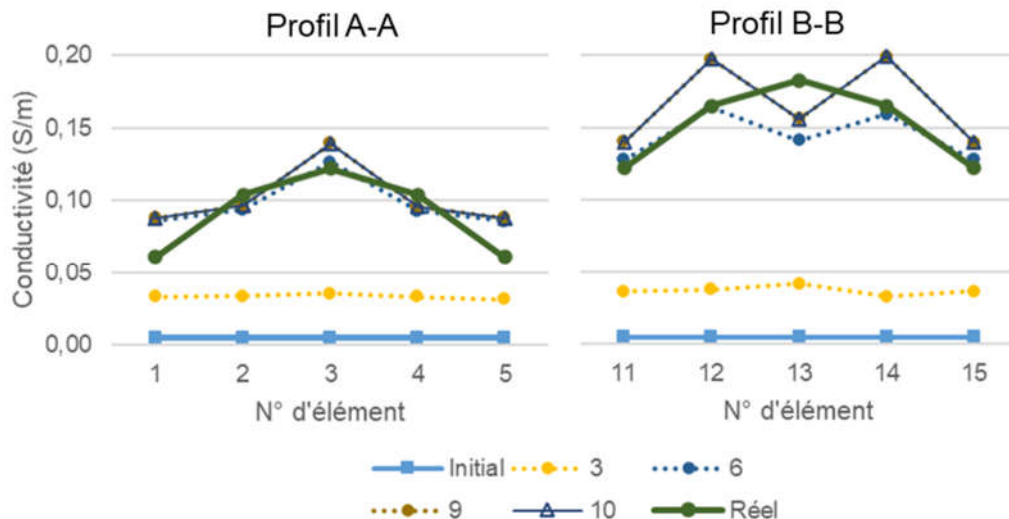 Profil A-A Profil B-B
0,20
0,15
0,10
0,05
0,00
Conductivité (S/m)
1 2 3 4 5 11 12 13 14 15
N° d'élément N° d'élément
Initial 3 6
9 10 Réel